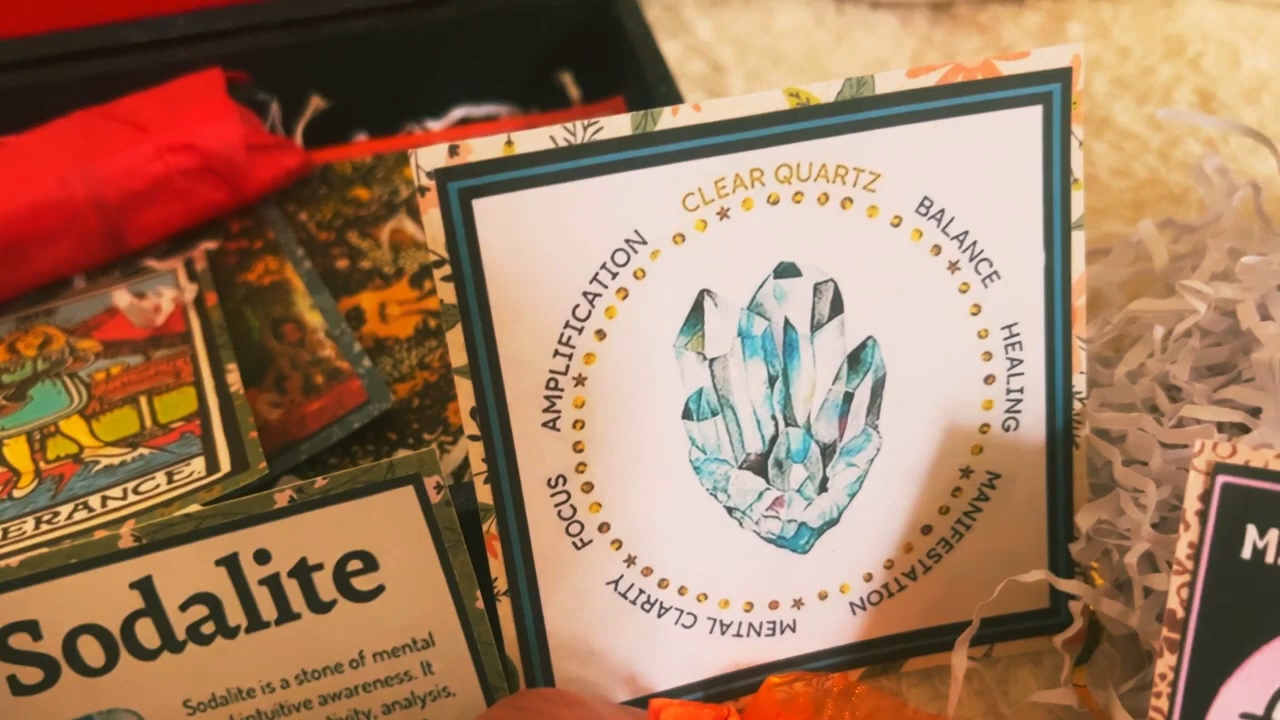 CLEAR QUARTZ
BALANCE
HEALING
MANIFESTATION
MENTAL CLARITY
FOCUS
AMPLIFICATION
ERANCE.
Sodalite
Sodalite is a stone of mental
intuitive awareness. It
analysis.